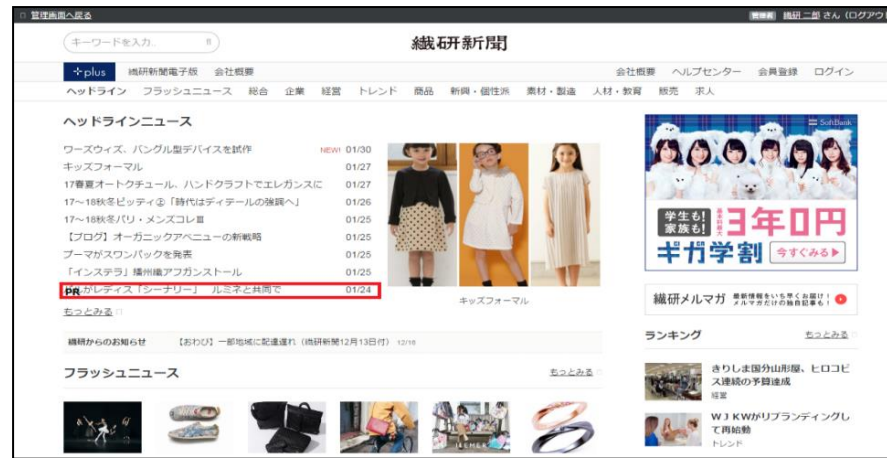 管理画面へ戻る
管理者 繊研 二郎 さん (ログアウト
キーワードを入力..
繊研新聞
plus 繊研新聞電子版 会社概要
会社概要 ヘルプセンター 会員登録 ログイン
ヘッドライン フラッシュニュース 総合 企業 経営 トレンド 商品 新興・個性派 素材・製造 人材・教育 販売 求人
ヘッドラインニュース
ワーズウィズ、バングル型デバイスを試作 NEW! 01/30
キッズフォーマル 01/27
17春夏オートクチュール、ハンドクラフトでエレガンスに 01/27
17~18秋冬ピッティ②「時代はディテールの強調へ」 01/26
17~18秋冬パリ・メンズコレⅢ 01/25
【ブログ】オーガニックアベニューの新戦略 01/25
プーマがスワンパックを発表 01/25
「インステラ」播州織アフガンストール 01/25
PR がレディス「シーナリー」 ルミネと共同で 01/24
もっとみる
キッズフォーマル
繊研からのお知らせ 【おわび】一部地域に配達遅れ(繊研新聞12月13日付) 12/16
フラッシュニュース
もっとみる
SoftBank
学生も!
家族も!
3年0円
ギガ学割 今すぐみる
繊研メルマガ 最新情報をいち早くお届け!
メルマガだけの独自記事も!
ランキング
もっとみる
きりしま国分山形屋、ヒロコビス連続の予算達成
経営
WJKWがリブランディングして再始動
トレンド